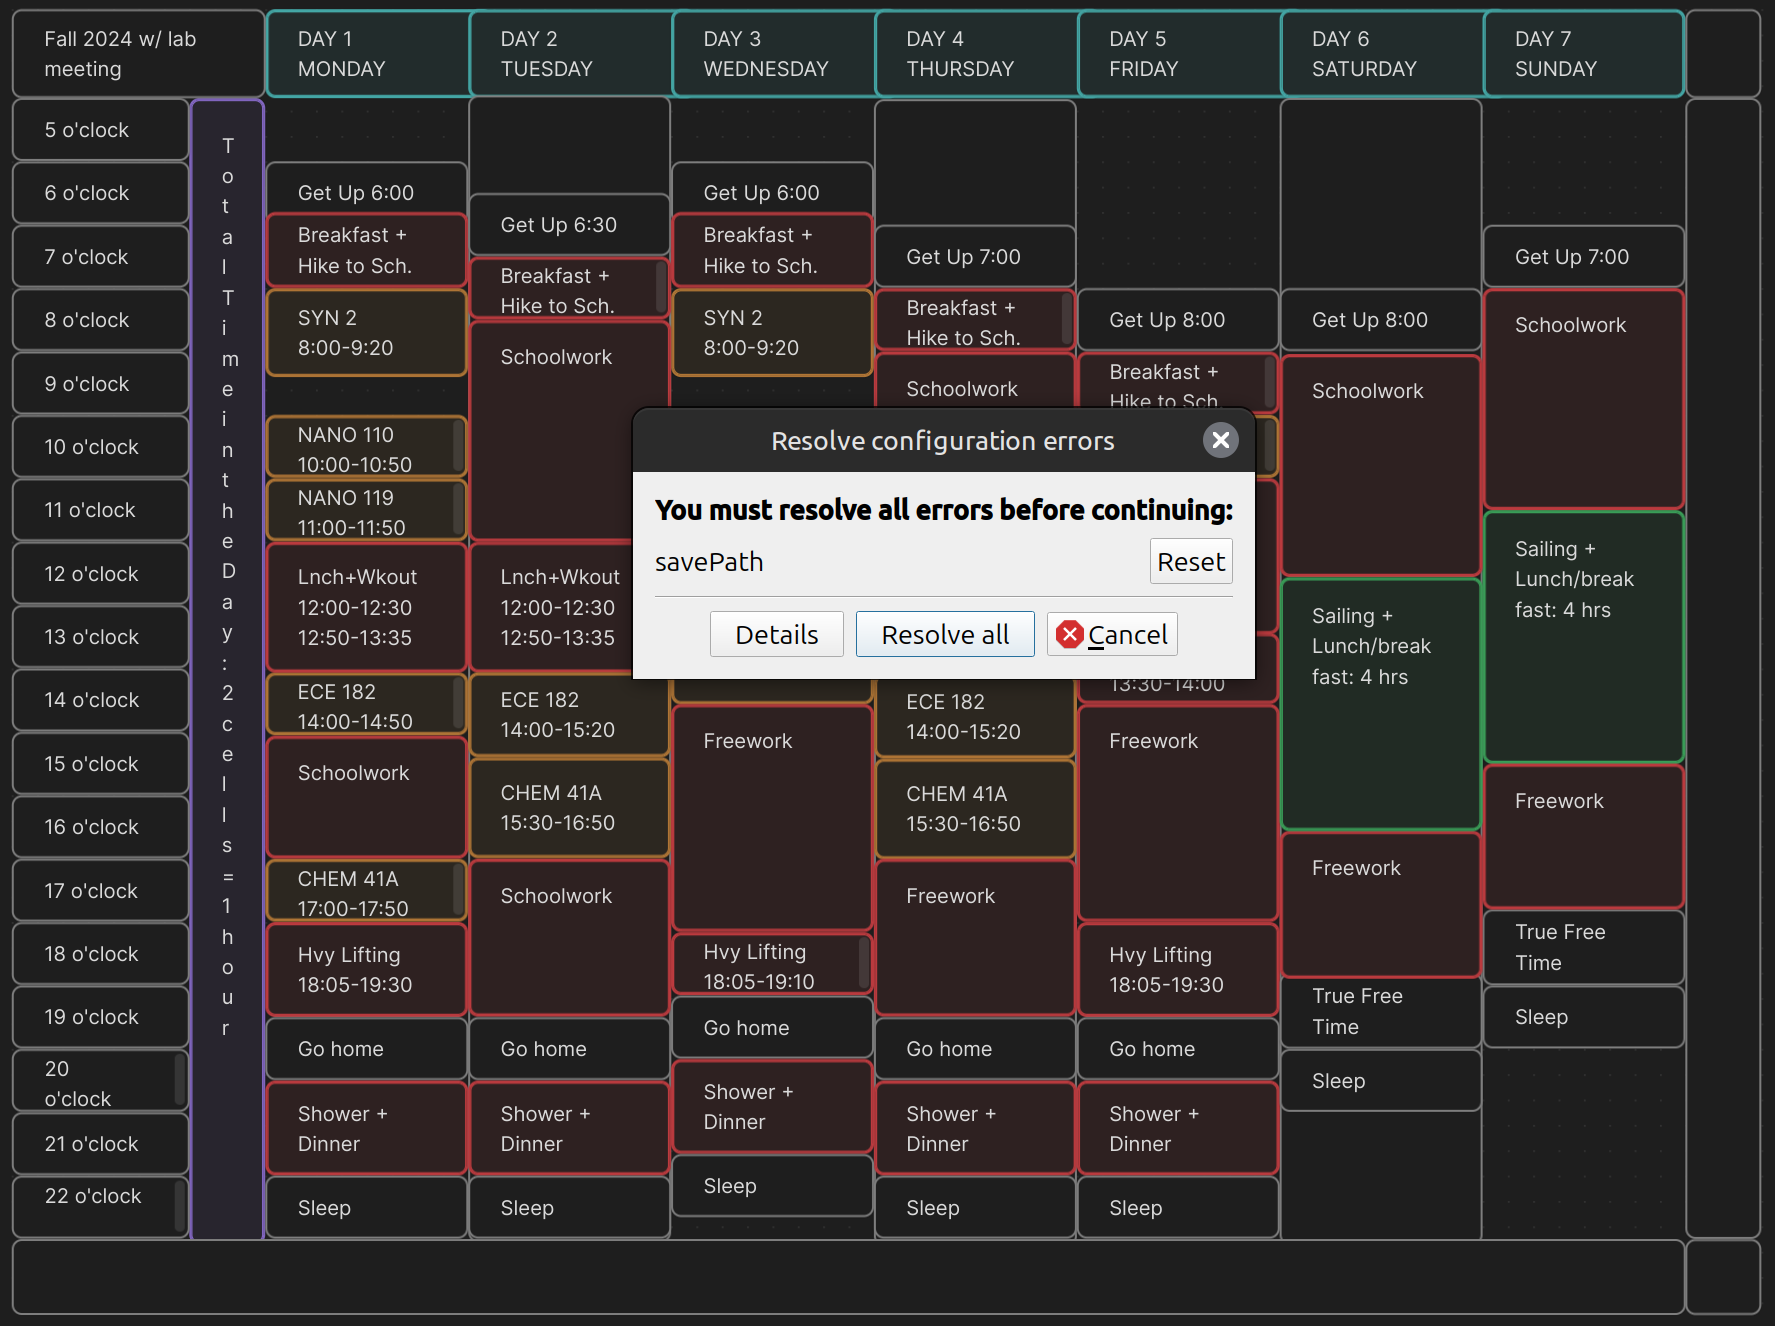 Fall 2024 w/ lab
meeting
DAY 1
MONDAY
DAY 2
TUESDAY
DAY 3
WEDNESDAY
DAY 4
THURSDAY
DAY 5
FRIDAY
DAY 6
SATURDAY
DAY 7
SUNDAY
5 o'clock
6 o'clock
7 o'clock
8 o'clock
9 o'clock
10 o'clock
11 o'clock
12 o'clock
13 o'clock
14 o'clock
15 o'clock
16 o'clock
17 o'clock
18 o'clock
19 o'clock
20
o'clock
21 o'clock
22 o'clock
Total Time in the Day: 2 cells = 1 hour
Get Up 6:00
Breakfast +
Hike to Sch.
SYN 2
8:00-9:20
NANO 110
10:00-10:50
NANO 119
11:00-11:50
Lnch+Wkout
12:00-12:30
12:50-13:35
ECE 182
14:00-14:50
Schoolwork
CHEM 41A
17:00-17:50
Hvy Lifting
18:05-19:30
Go home
Shower +
Dinner
Sleep
Get Up 6:30
Breakfast +
Hike to Sch.
Schoolwork
Lnch+Wkout
12:00-12:30
12:50-13:35
ECE 182
14:00-15:20
CHEM 41A
15:30-16:50
Schoolwork
Go home
Shower +
Dinner
Sleep
Get Up 6:00
Breakfast +
Hike to Sch.
SYN 2
8:00-9:20
Freework
Hvy Lifting
18:05-19:10
Go home
Shower +
Dinner
Sleep
Get Up 7:00
Breakfast +
Hike to Sch.
Schoolwork
ECE 182
14:00-15:20
CHEM 41A
15:30-16:50
Freework
Go home
Shower +
Dinner
Sleep
Get Up 8:00
Breakfast +
Hike to Sch.
13:30-14:00
Freework
Hvy Lifting
18:05-19:30
Go home
Shower +
Dinner
Sleep
Get Up 8:00
Schoolwork
Sailing +
Lunch/break
fast: 4 hrs
Freework
True Free
Time
Sleep
Get Up 7:00
Schoolwork
Sailing +
Lunch/break
fast: 4 hrs
Freework
True Free
Time
Sleep
Resolve configuration errors
You must resolve all errors before continuing:
savePath
Reset
Details
Resolve all
Cancel